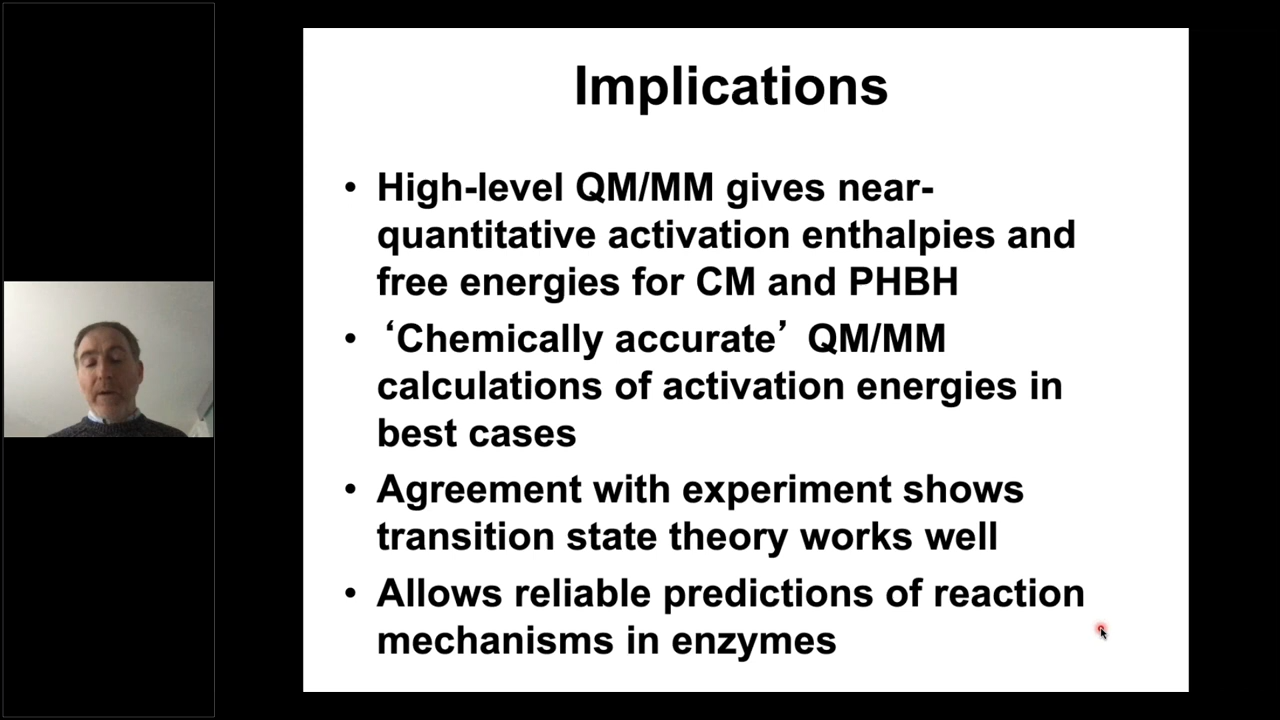 Implications
• High-level QM/MM gives near-
quantitative activation enthalpies and
free energies for CM and PHBH
• ‘Chemically accurate’ QM/MM
calculations of activation energies in
best cases
• Agreement with experiment shows
transition state theory works well
• Allows reliable predictions of reaction
mechanisms in enzymes